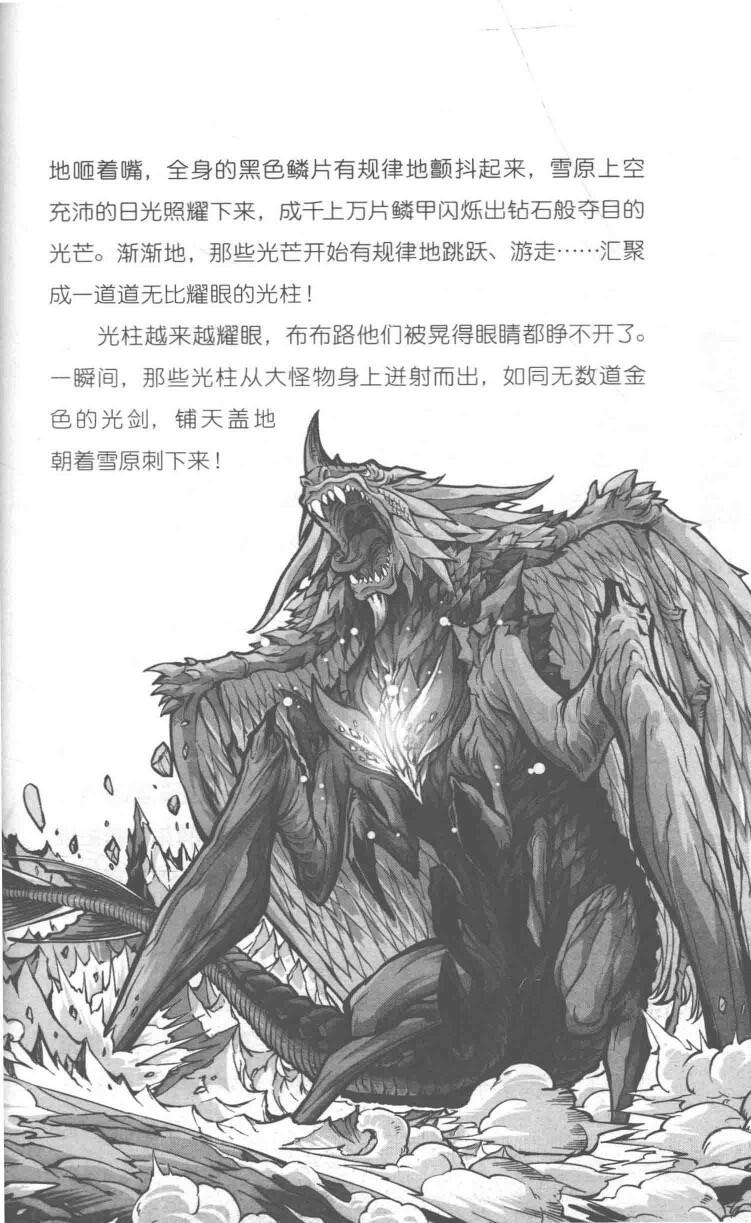 地咂着嘴，全身的黑色鳞片有规律地颤抖起来，雪原上空
充沛的日光照耀下来，成千上万片鳞甲闪烁出钻石般夺目的
光芒。渐渐地，那些光芒开始有规律地跳跃、游走……汇聚
成一道道无比耀眼的光柱！
光柱越来越耀眼，布布路他们被晃得眼睛都睁不开了。
一瞬间，那些光柱从大怪物身上迸射而出，如同无数道金
色的光剑，铺天盖地
朝着雪原刺下来！